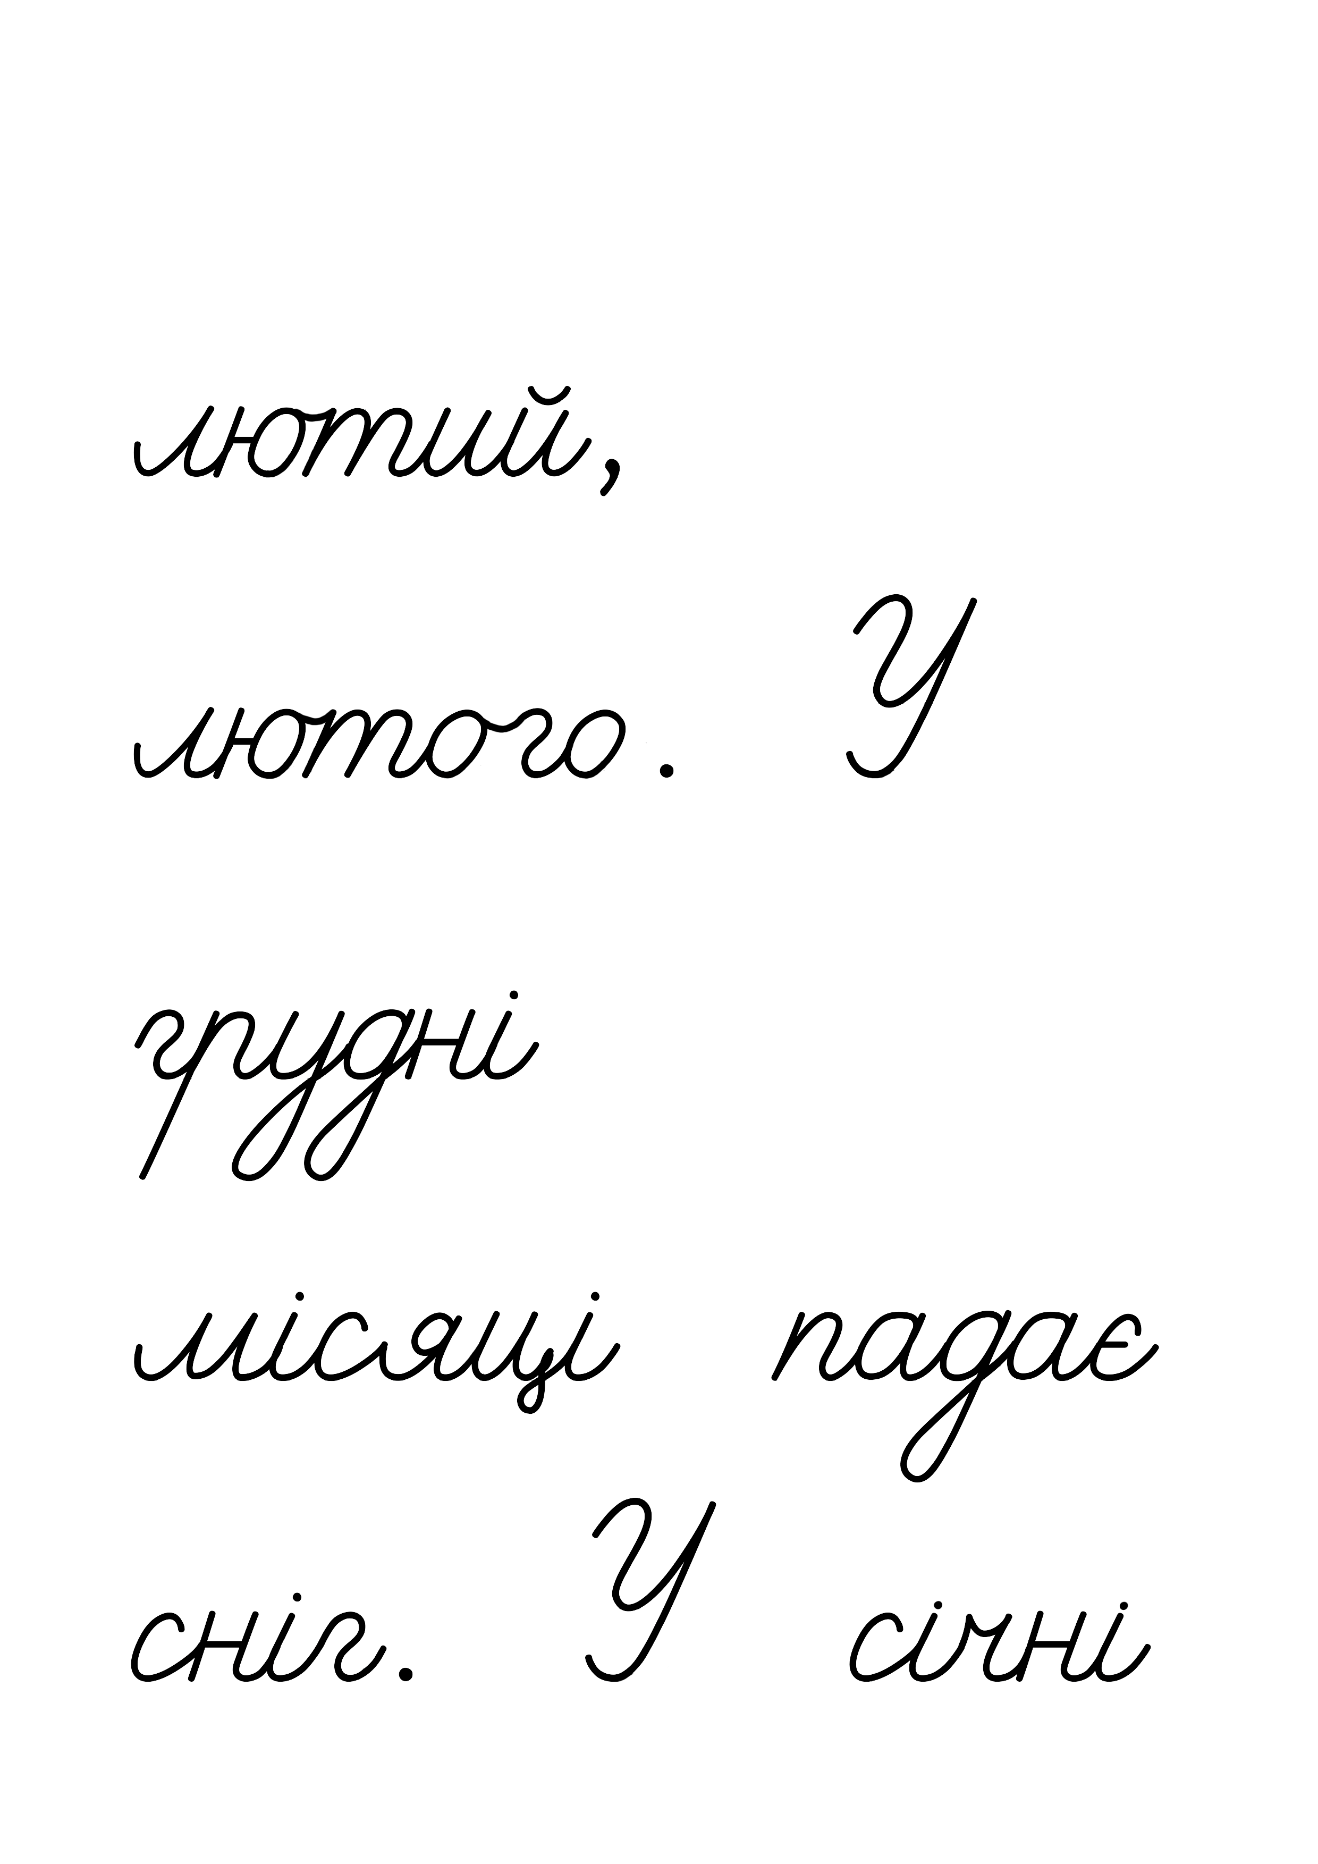 лютий,
лютого. У
грудні
місяці падає
сніг. У січні